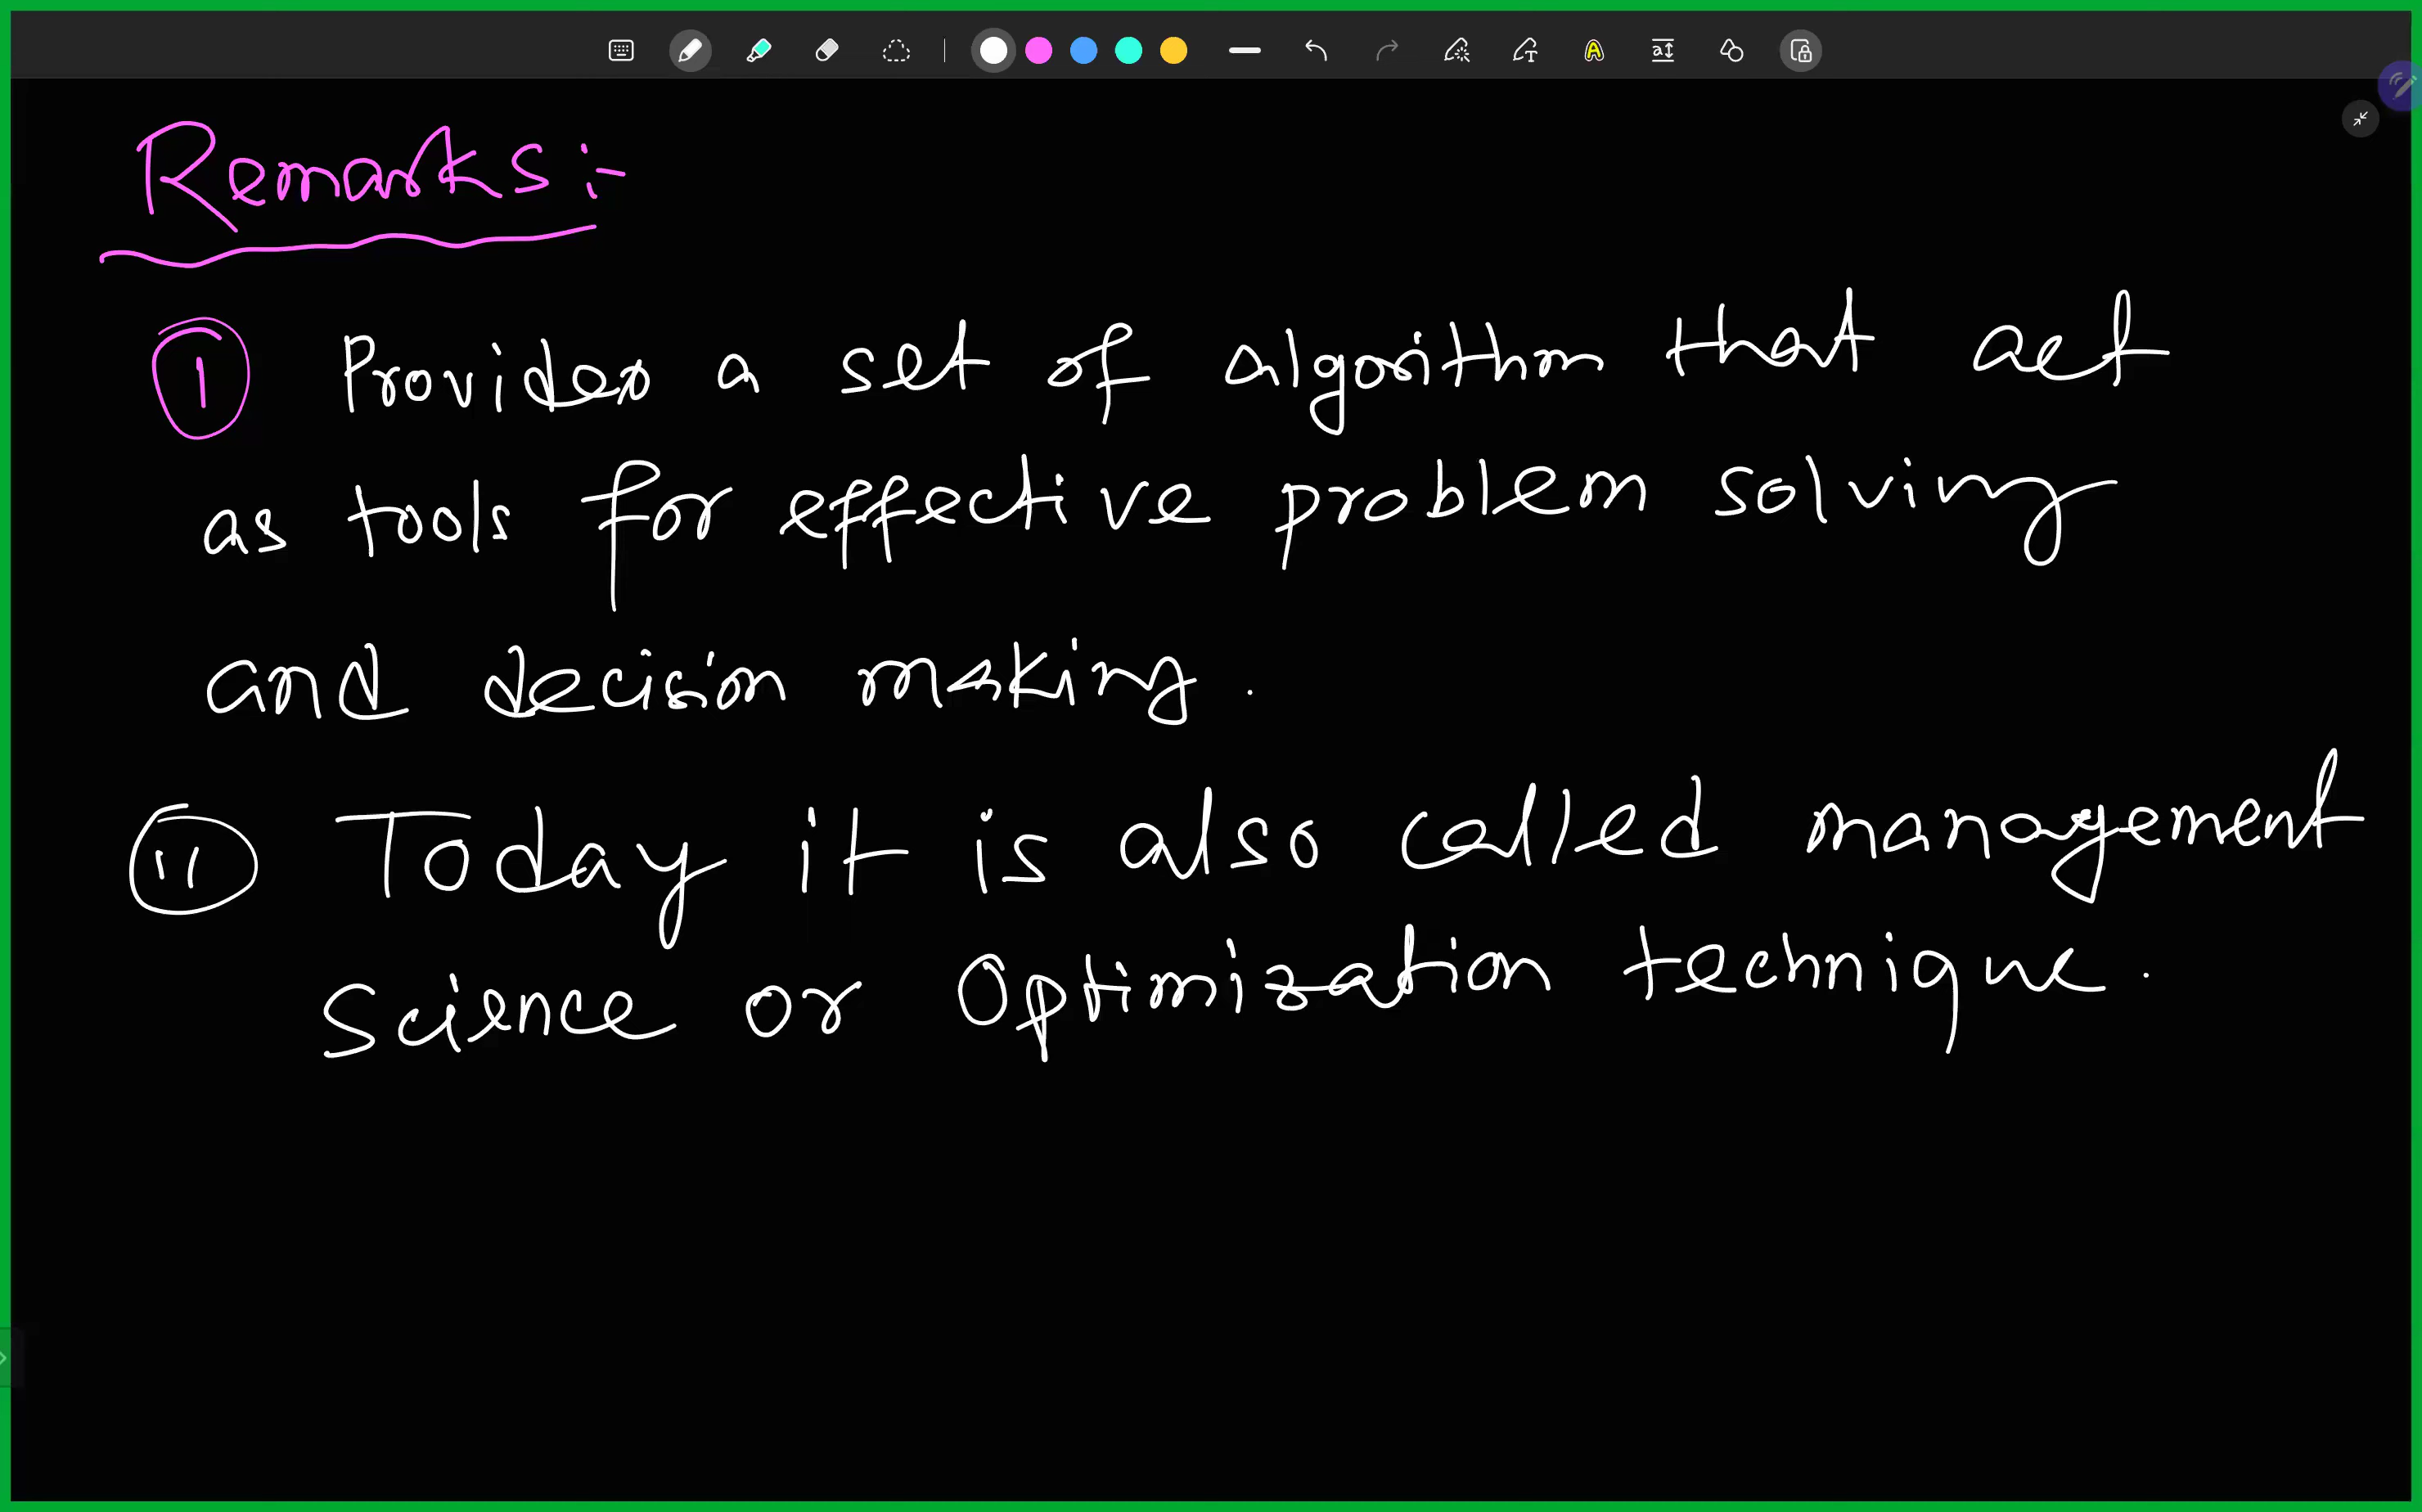 Remarks:-
① Provides a set of algorithm that act
as tools for effective problem solving
and decision making.
⑪ Today it is also called management
Science or Optimization technique.